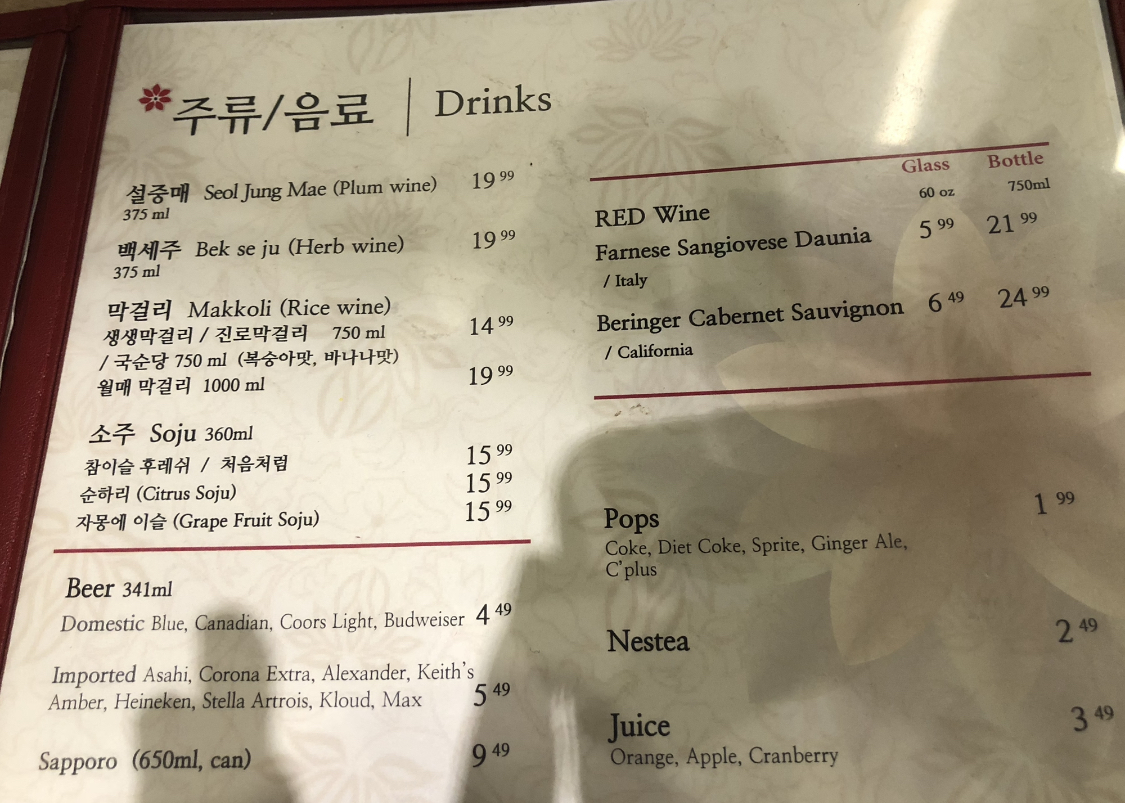 주류/음료 | Drinks
설중매 Seol Jung Mae (Plum wine) 19 99
375 ml
백세주 Bek se ju (Herb wine) 19 99
375 ml
막걸리 Makkoli (Rice wine)
생생막걸리 / 진로막걸리 750 ml 14 99
/ 국순당 750 ml (복숭아맛, 바나나맛)
월매 막걸리 1000 ml 19 99
소주 Soju 360ml
참이슬 후레쉬 / 처음처럼 15 99
순하리 (Citrus Soju) 15 99
자몽에 이슬 (Grape Fruit Soju) 15 99
Beer 341ml
Domestic Blue, Canadian, Coors Light, Budweiser 4 49
Imported Asahi, Corona Extra, Alexander, Keith's
Amber, Heineken, Stella Artrois, Kloud, Max 5 49
Sapporo (650ml, can) 9 49
Glass Bottle
60 oz 750ml
RED Wine
Farnese Sangiovese Daunia 5 99 21 99
/ Italy
Beringer Cabernet Sauvignon 6 49 24 99
/ California
Pops 1 99
Coke, Diet Coke, Sprite, Ginger Ale,
C'plus
Nestea 2 49
Juice 3 49
Orange, Apple, Cranberry